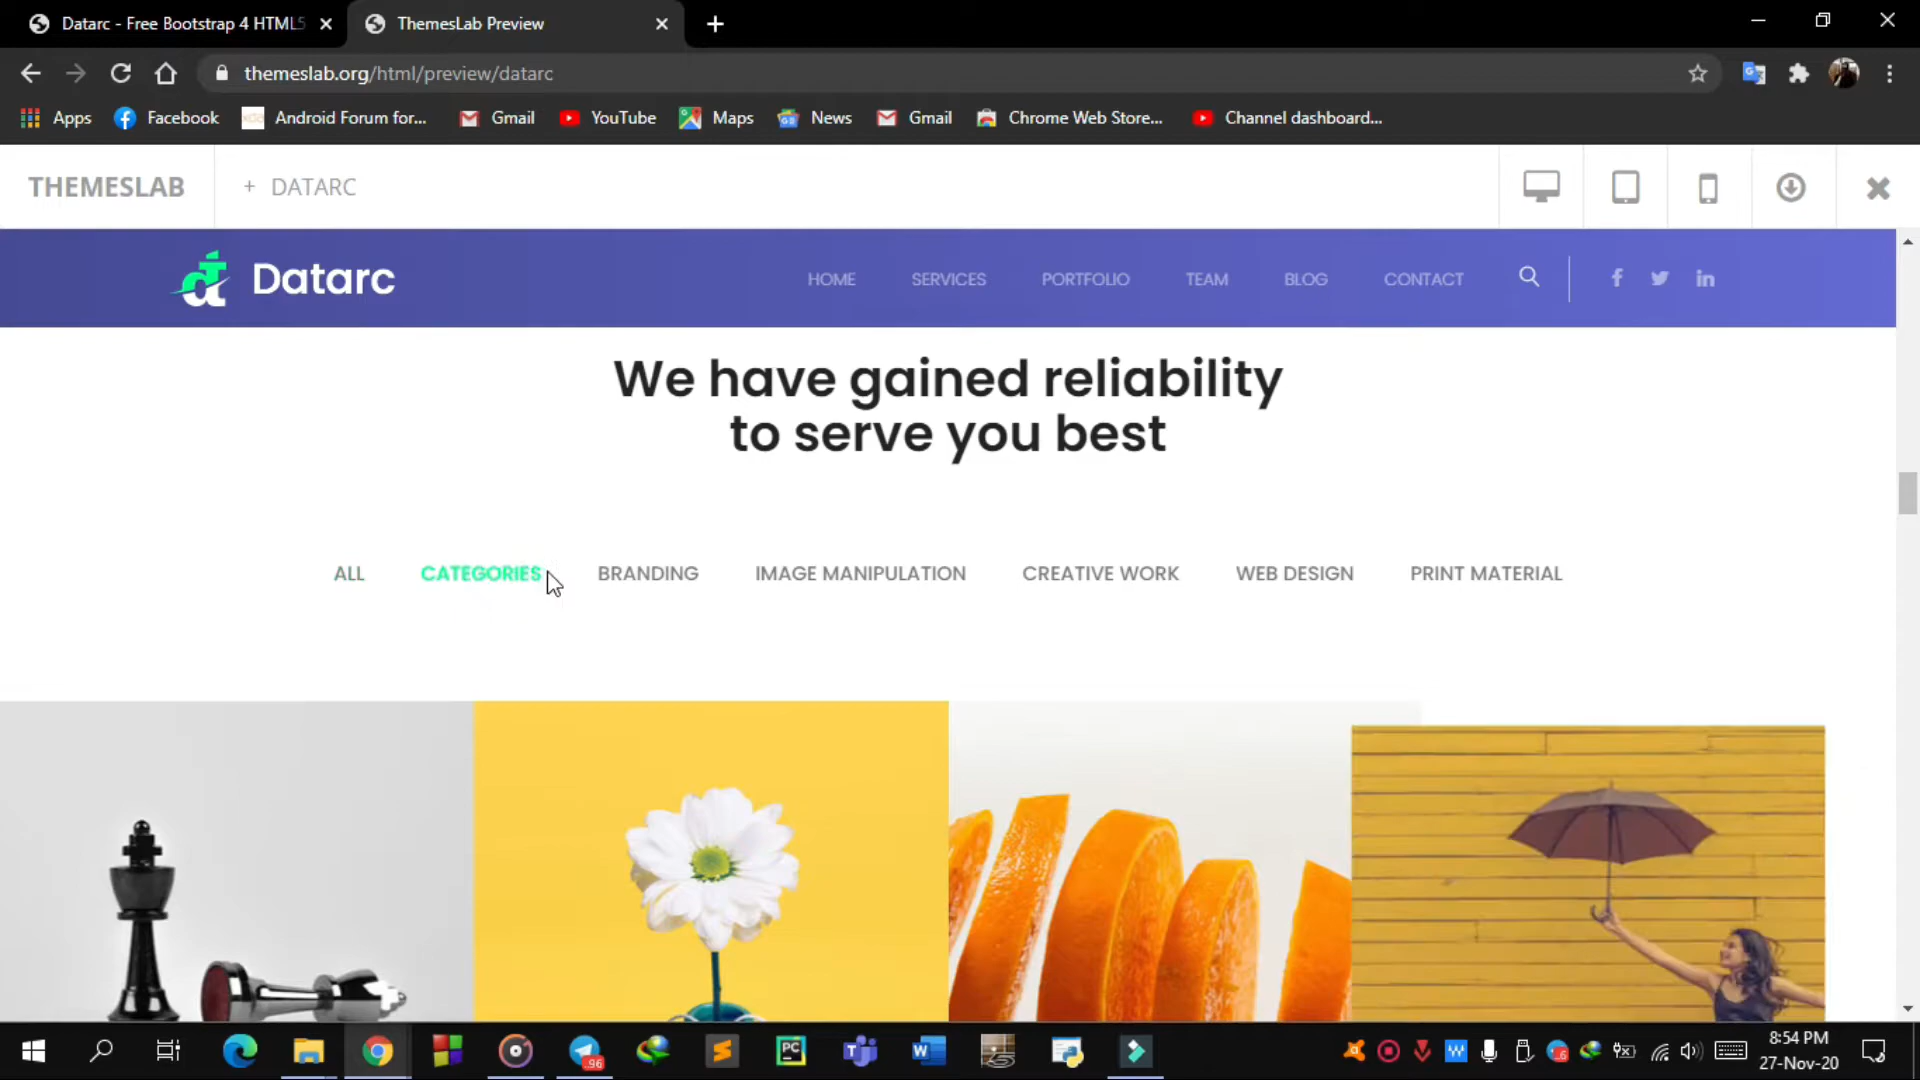 Datarc - Free Bootstrap 4 HTML5
ThemesLab Preview
themeslab.org/html/preview/datarc
Apps
Facebook
Android Forum for...
Gmail
YouTube
Maps
News
Gmail
Chrome Web Store...
Channel dashboard...
THEMESLAB
+ DATARC
Datarc
HOME
SERVICES
PORTFOLIO
TEAM
BLOG
CONTACT
We have gained reliability
to serve you best
ALL
CATEGORIES
BRANDING
IMAGE MANIPULATION
CREATIVE WORK
WEB DESIGN
PRINT MATERIAL
96
PC
8:54 PM
27-Nov-20